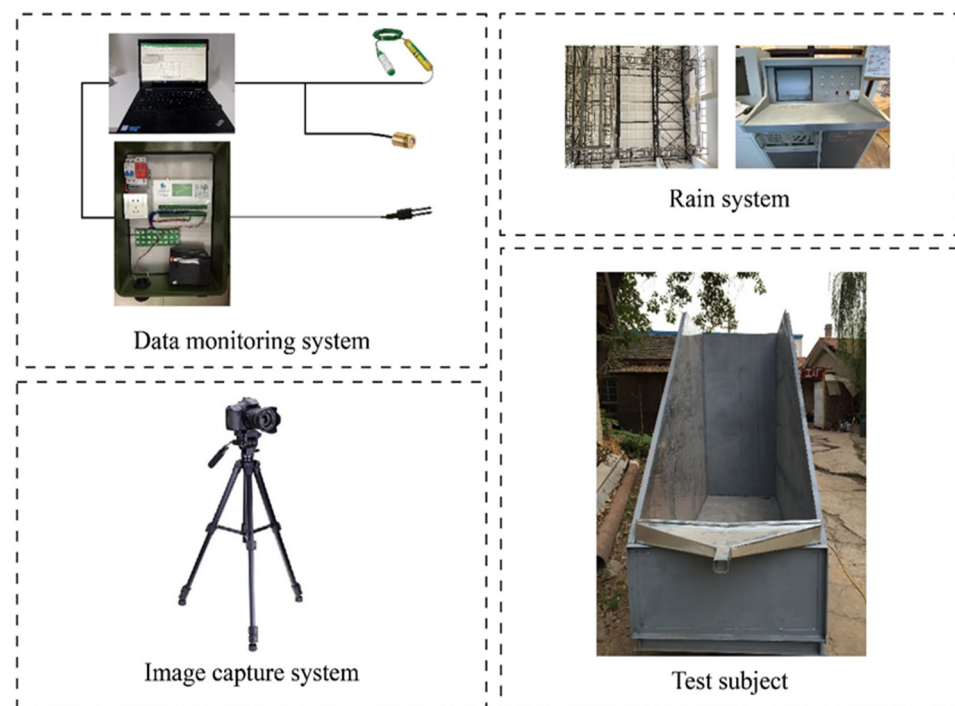 Data monitoring system
Rain system
Image capture system
Test subject